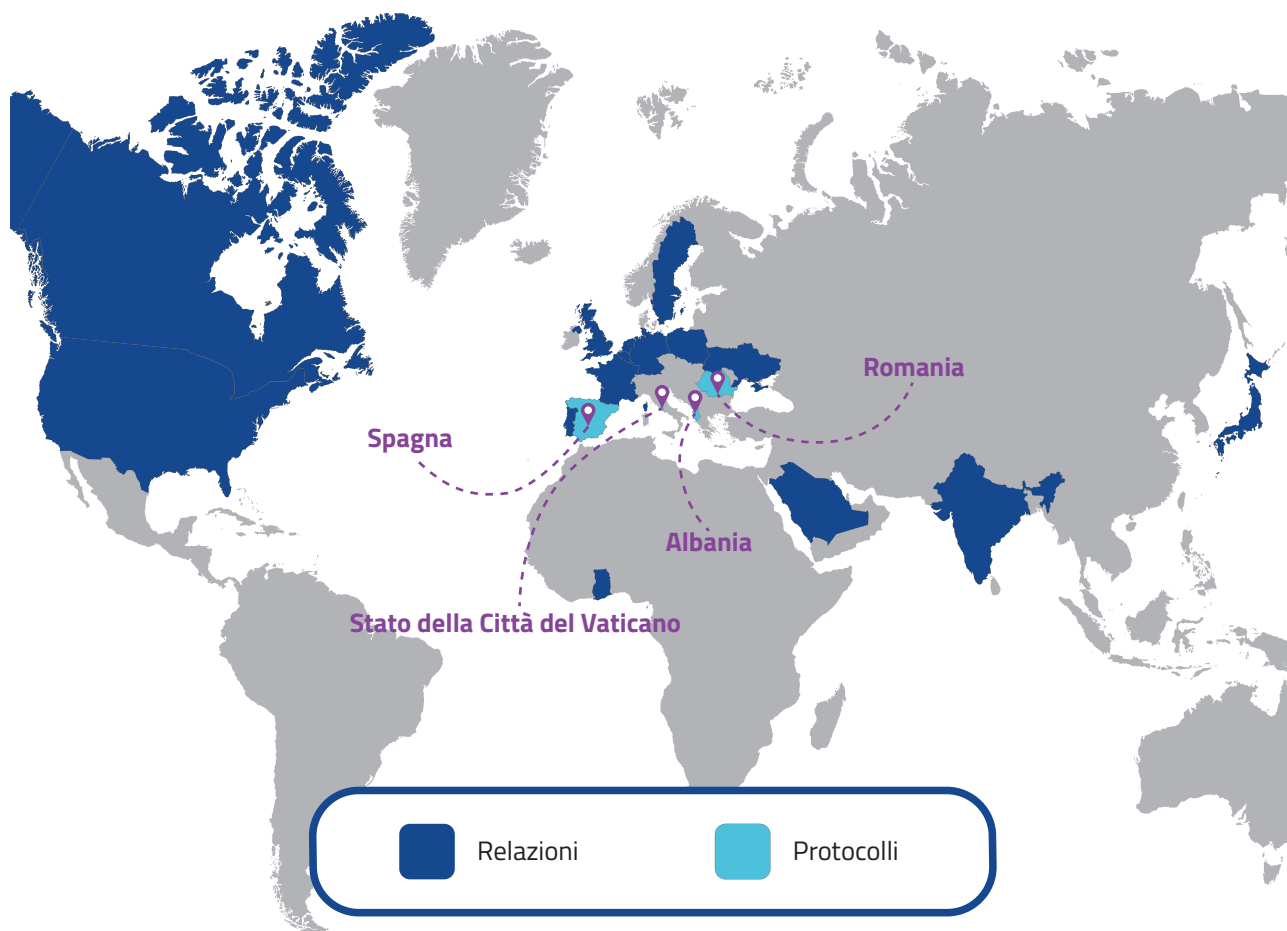 Romania
Spagna
Albania
Stato della Città del Vaticano
Relazioni
Protocolli